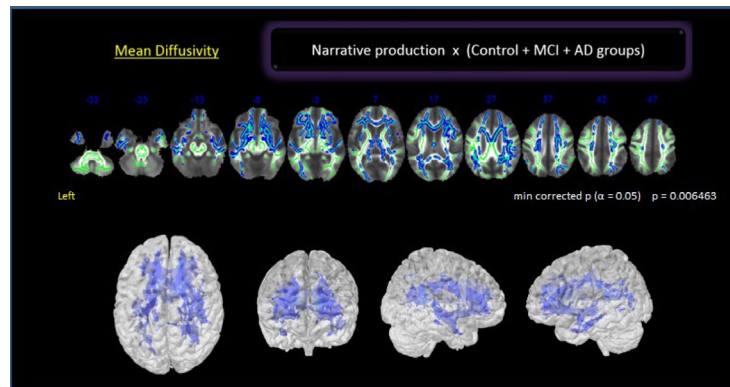 Mean Diffusivity
Narrative production x (Control + MCI + AD groups)
-33 -23 -13 -8 -3 7 17 27 37 42 47
Left
min corrected p (α = 0.05) p = 0.006463